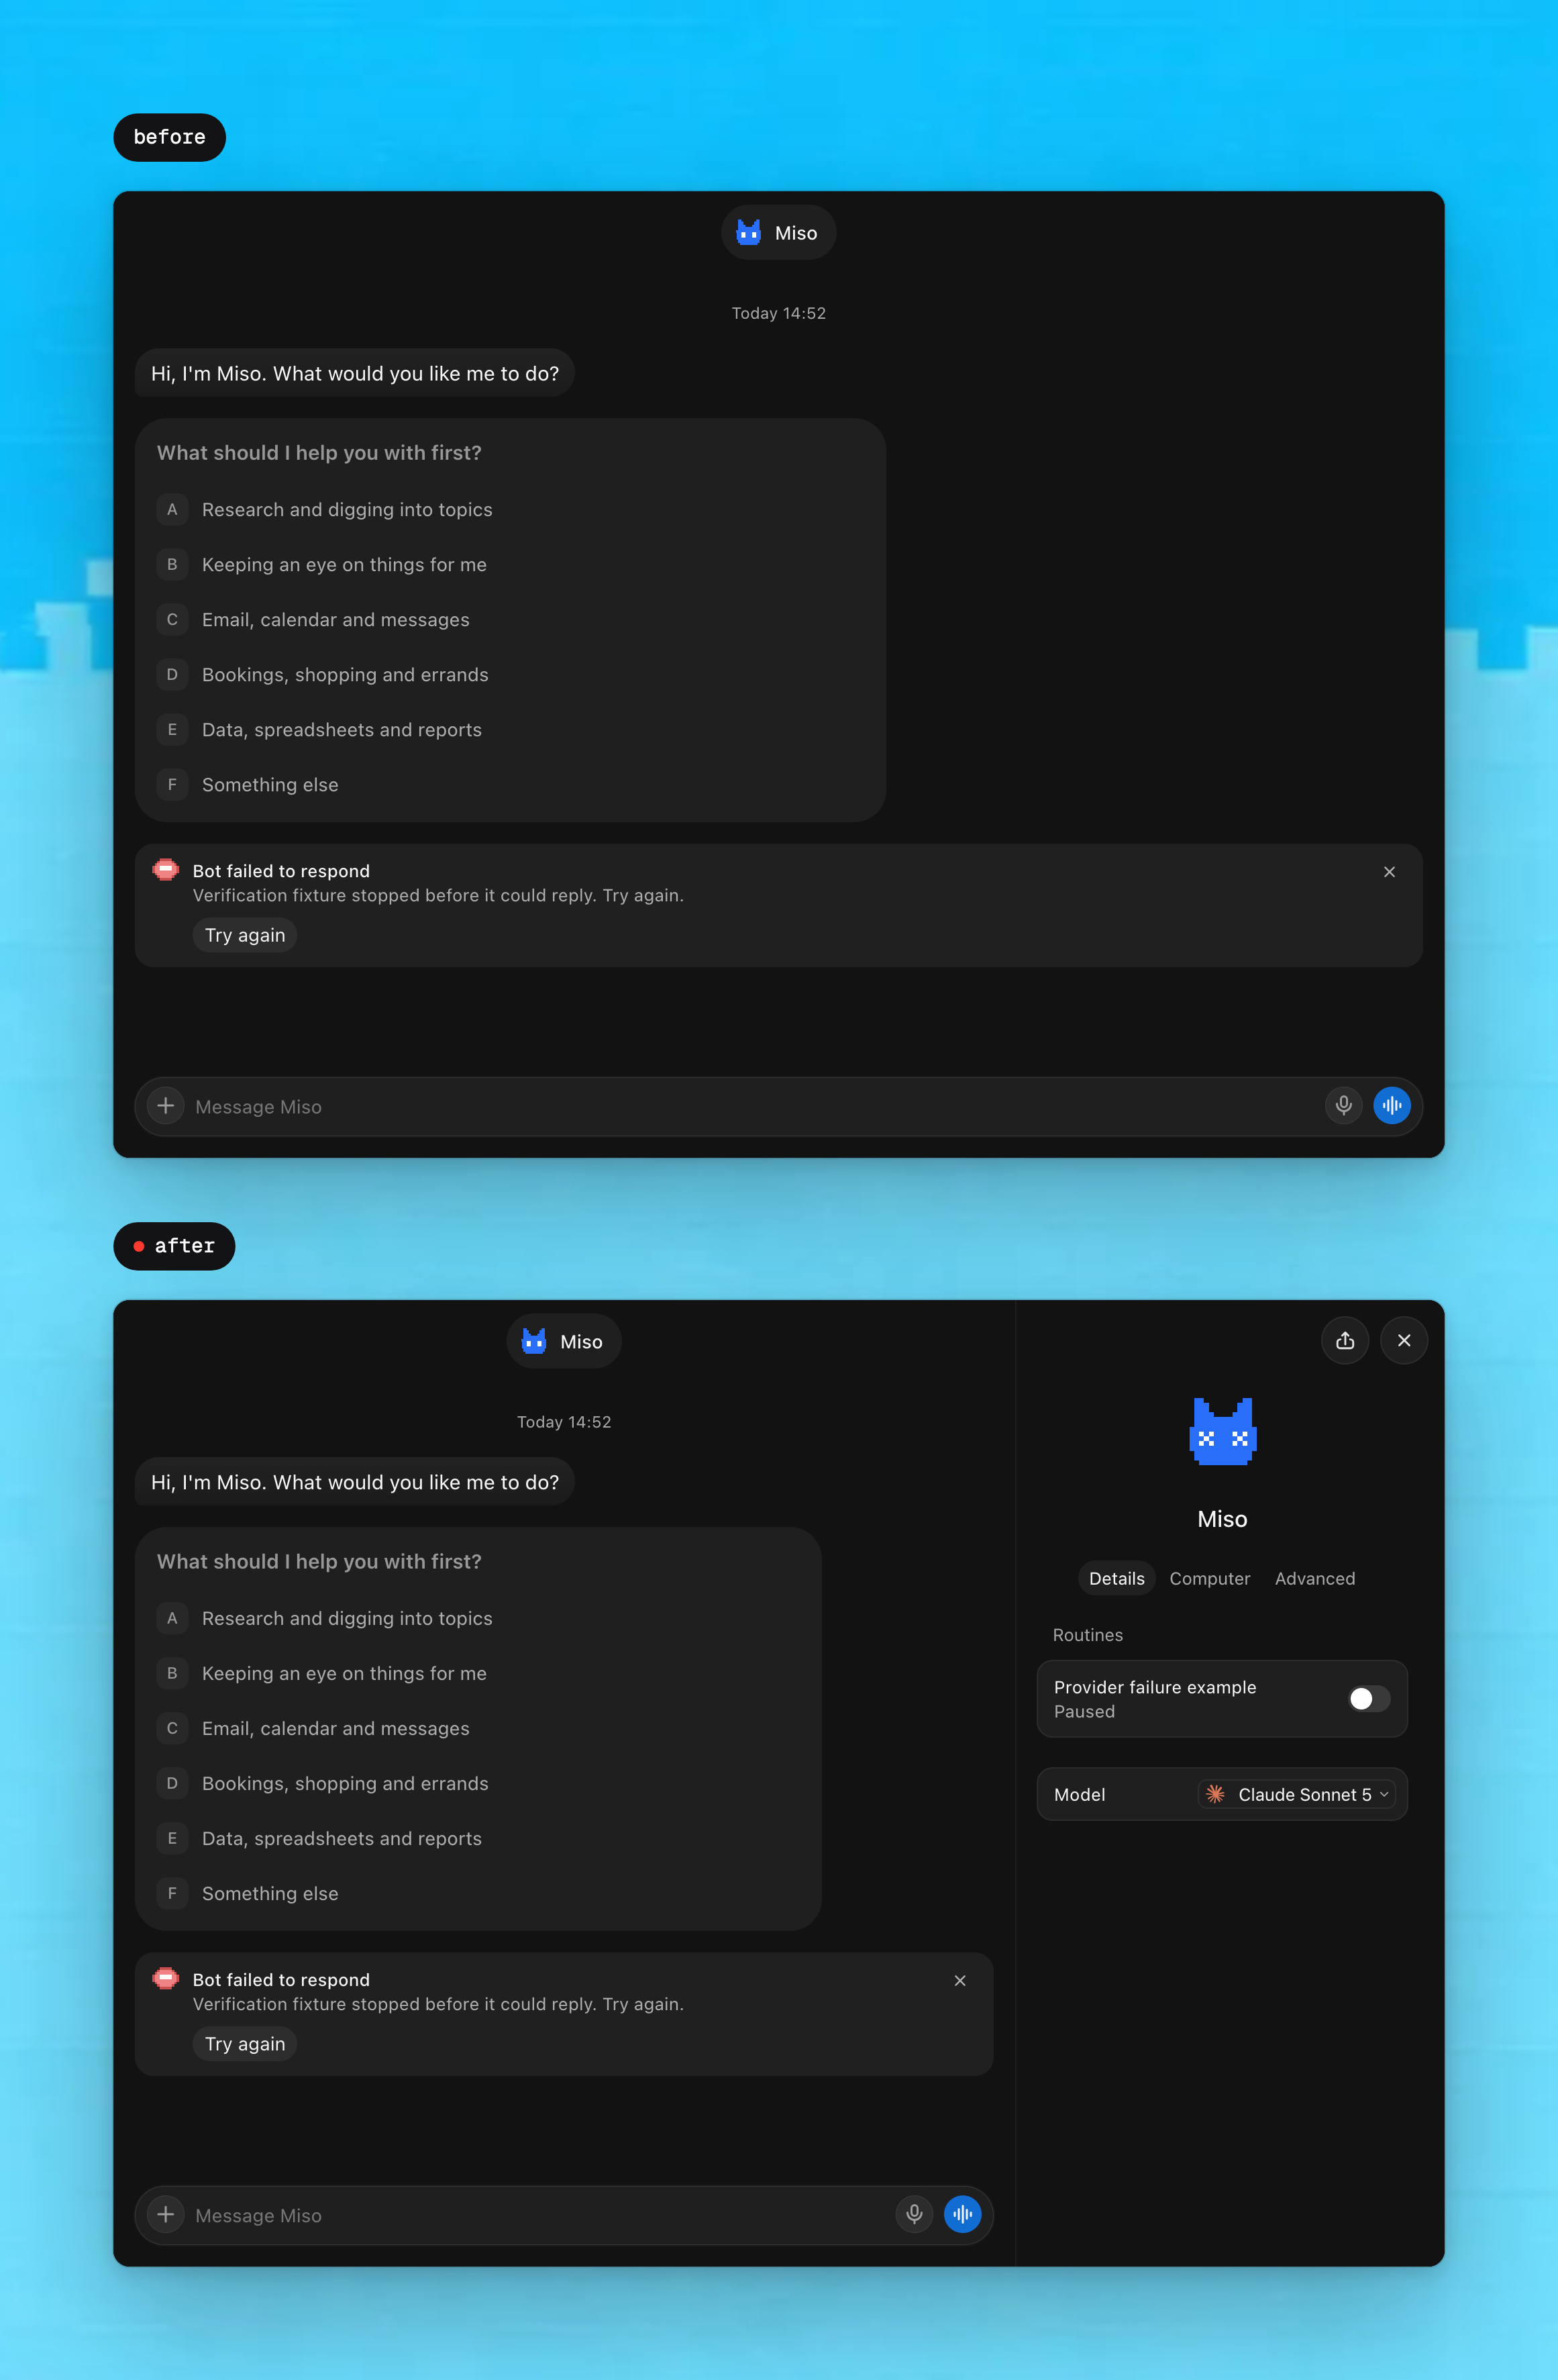 before
Miso
Today 14:52
Hi, I'm Miso. What would you like me to do?
What should I help you with first?
A Research and digging into topics
B Keeping an eye on things for me
C Email, calendar and messages
D Bookings, shopping and errands
E Data, spreadsheets and reports
F Something else
Bot failed to respond
Verification fixture stopped before it could reply. Try again.
Try again
Message Miso
after
Miso
Today 14:52
Hi, I'm Miso. What would you like me to do?
What should I help you with first?
A Research and digging into topics
B Keeping an eye on things for me
C Email, calendar and messages
D Bookings, shopping and errands
E Data, spreadsheets and reports
F Something else
Bot failed to respond
Verification fixture stopped before it could reply. Try again.
Try again
Message Miso
Miso
Details Computer Advanced
Routines
Provider failure example
Paused
Model Claude Sonnet 5